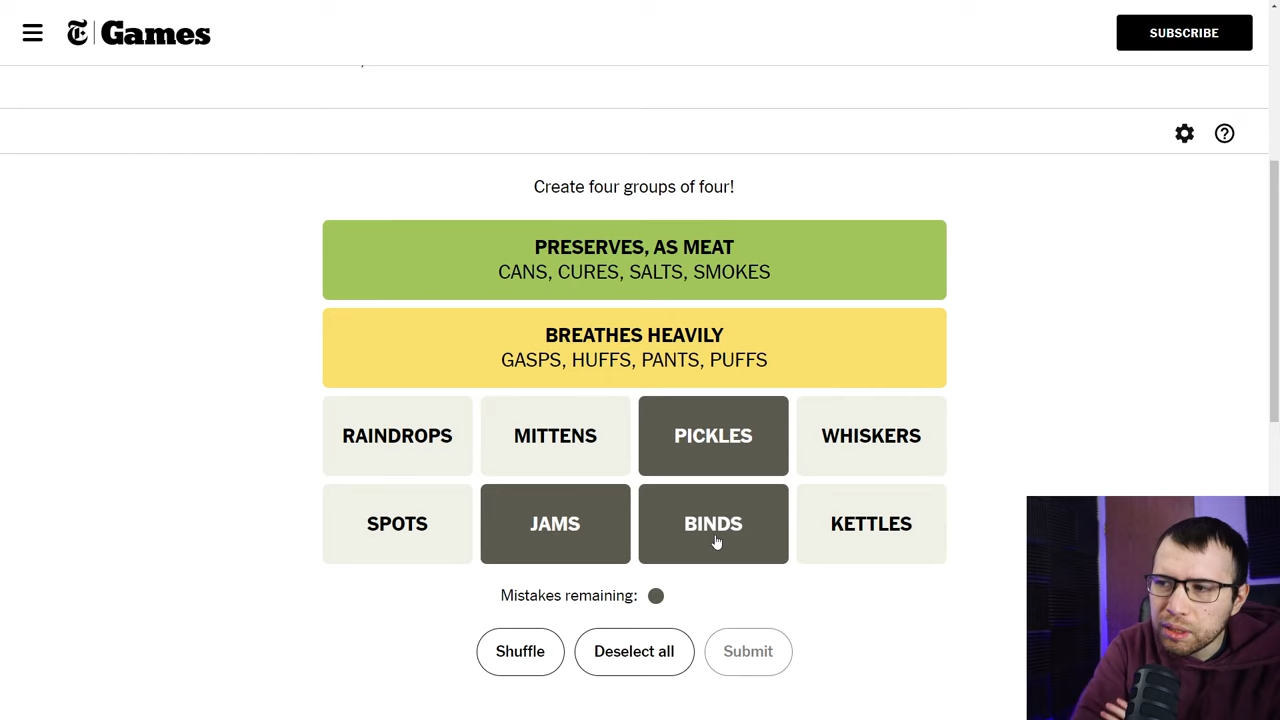 Games
SUBSCRIBE
Create four groups of four!
PRESERVES, AS MEAT
CANS, CURES, SALTS, SMOKES
BREATHES HEAVILY
GASPS, HUFFS, PANTS, PUFFS
RAINDROPS MITTENS PICKLES WHISKERS
SPOTS JAMS BINDS KETTLES
Mistakes remaining:
Shuffle Deselect all Submit